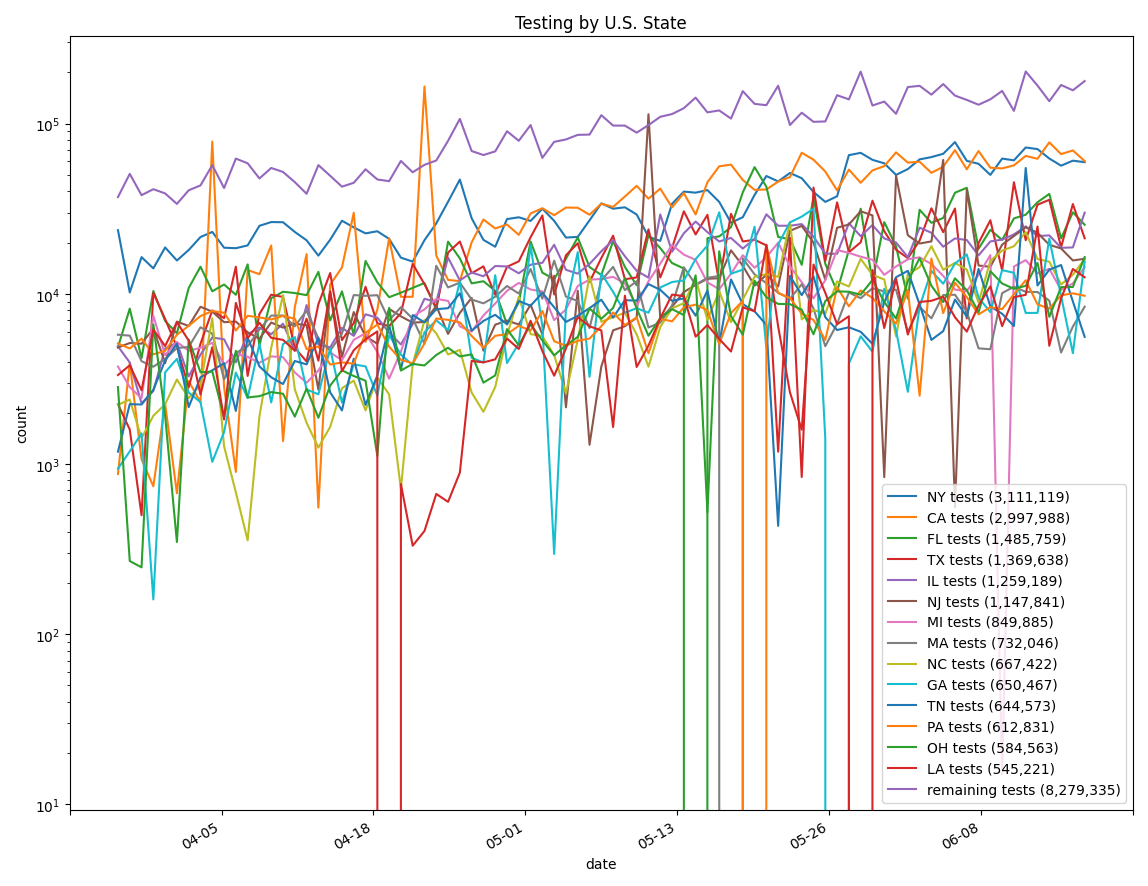 Testing by U.S. State
count
10^5
10^4
10^3
10^2
10^1
NY tests (3,111,119)
CA tests (2,997,988)
FL tests (1,485,759)
TX tests (1,369,638)
IL tests (1,259,189)
NJ tests (1,147,841)
MI tests (849,885)
MA tests (732,046)
NC tests (667,422)
GA tests (650,467)
TN tests (644,573)
PA tests (612,831)
OH tests (584,563)
LA tests (545,221)
remaining tests (8,279,335)
04-05 04-18 05-01 05-13 05-26 06-08
date